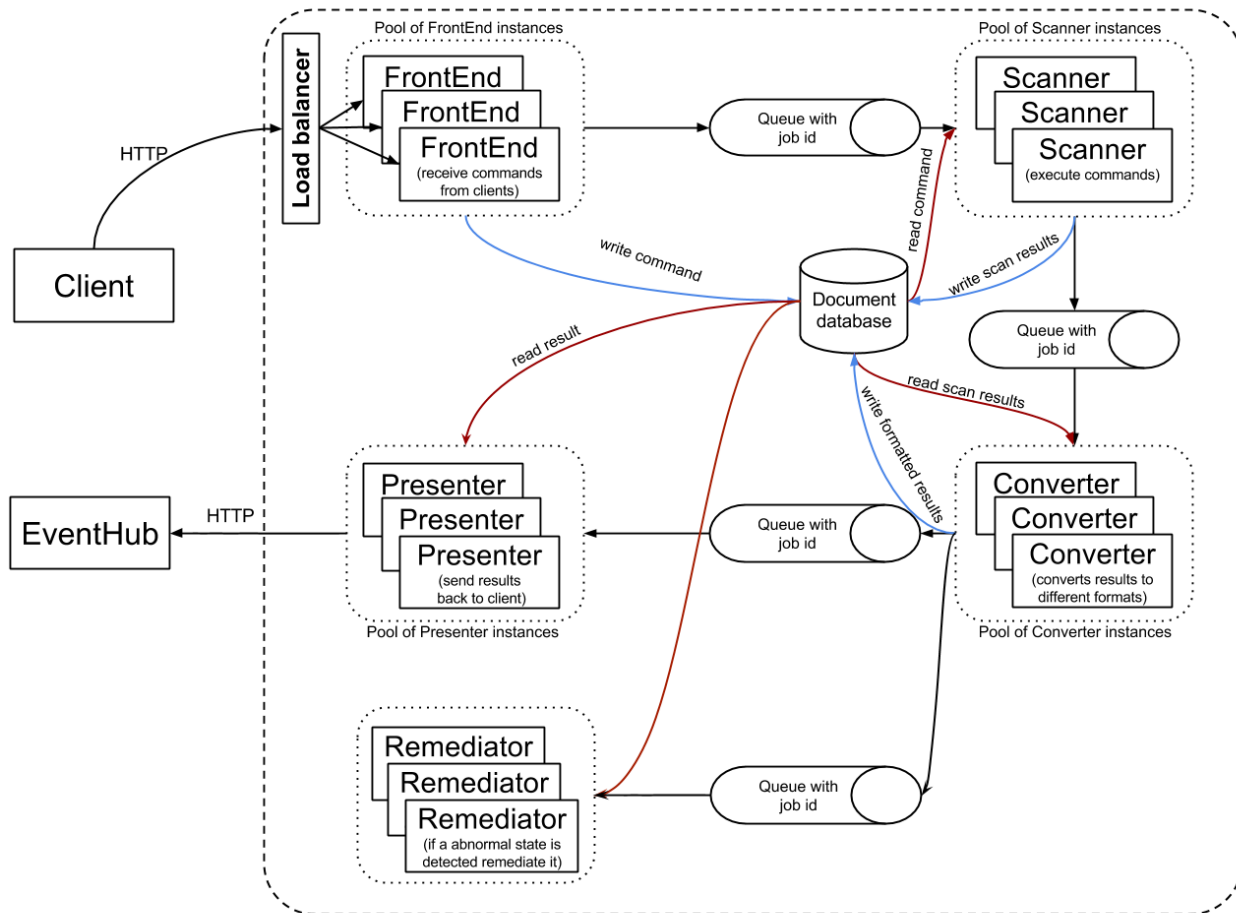 Pool of FrontEnd instances
Pool of Scanner instances
Load balancer
FrontEnd
FrontEnd
FrontEnd
(receive commands
from clients)
Queue with
job id
Scanner
Scanner
Scanner
(execute commands)
HTTP
Client
write command
read command
write scan results
Document
database
Queue with
job id
read result
read scan results
write formatted results
Presenter
Presenter
Presenter
(send results
back to client)
Pool of Presenter instances
HTTP
EventHub
Queue with
job id
Converter
Converter
Converter
(converts results to
different formats)
Pool of Converter instances
Remediator
Remediator
Remediator
(if a abnormal state is
detected remediate it)
Queue with
job id